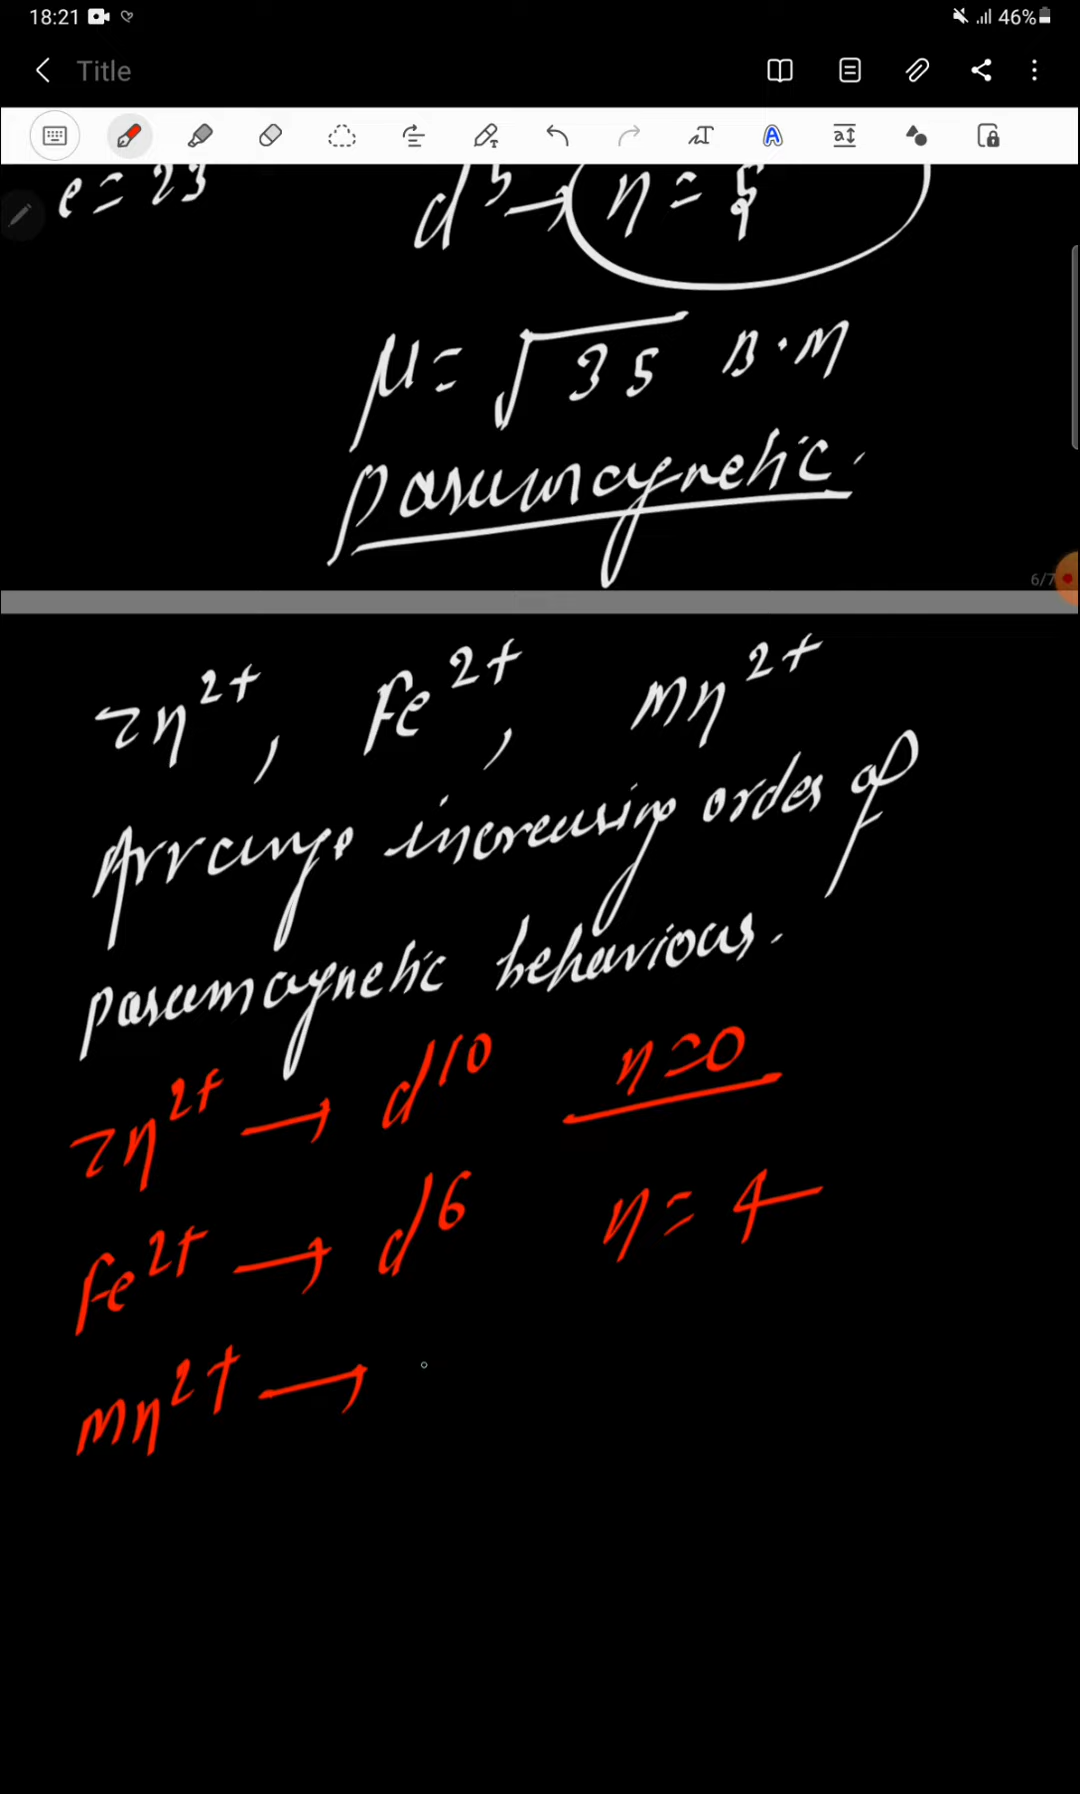 18:21 46%
Title
e = 23 d5 → n = 5
μ = √35 B.M
paramagnetic.
6/7
Zn2+, Fe2+, Mn2+
Arrange increasing order of
paramagnetic behavious.
Zn2+ → d10 n=0
Fe2+ → d6 n = 4
Mn2+ →